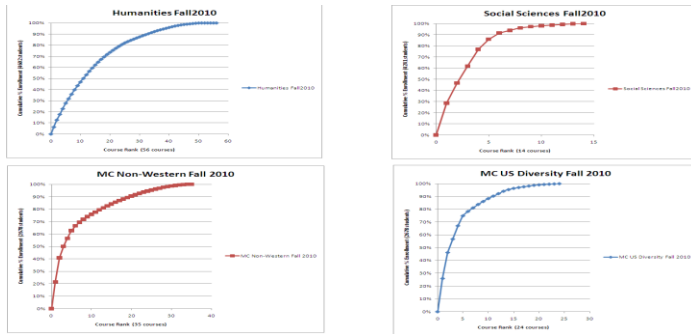 Humanities Fall2010
100%
90%
80%
70%
60%
50%
40%
30%
20%
10%
0%
0 10 20 30 40 50 60
Course Rank (56 courses)
Humanities Fall2010
Social Sciences Fall2010
100%
90%
80%
70%
60%
50%
40%
30%
20%
10%
0%
0 5 10 15
Course Rank (14 courses)
Social Sciences Fall2010
MC Non-Western Fall 2010
100%
90%
80%
70%
60%
50%
40%
30%
20%
10%
0%
0 10 20 30 40
Course Rank (35 courses)
MC Non-Western Fall 2010
MC US Diversity Fall 2010
100%
90%
80%
70%
60%
50%
40%
30%
20%
10%
0%
0 5 10 15 20 25 30
Course Rank (24 courses)
MC US Diversity Fall 2010